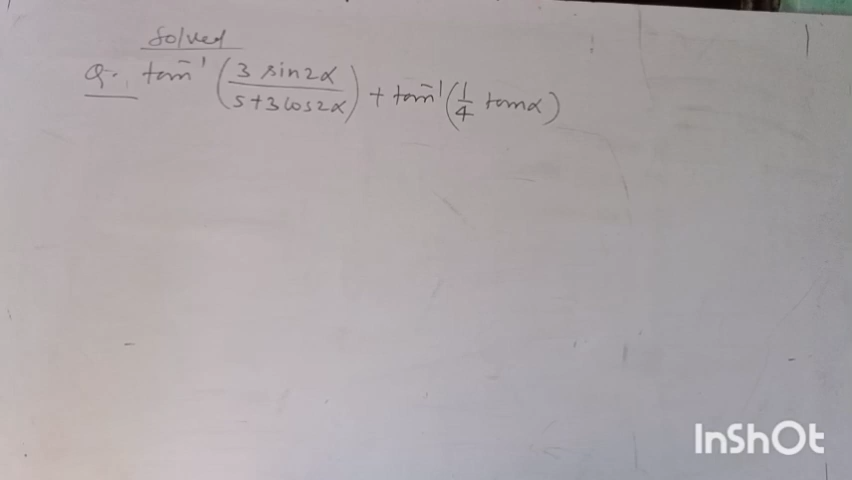 Solved
Q. tan⁻¹ (3 sin2α / 5+3cos2α) + tan⁻¹ (1/4 tanα)
InShOt